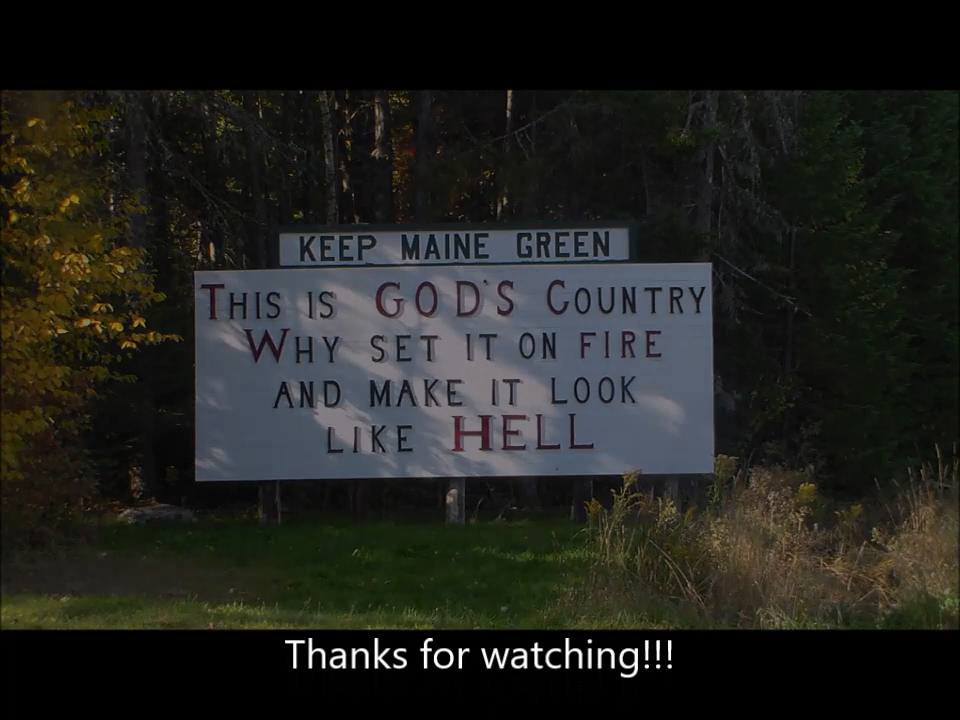 KEEP MAINE GREEN
THIS IS GOD'S COUNTRY
WHY SET IT ON FIRE
AND MAKE IT LOOK
LIKE HELL
Thanks for watching!!!